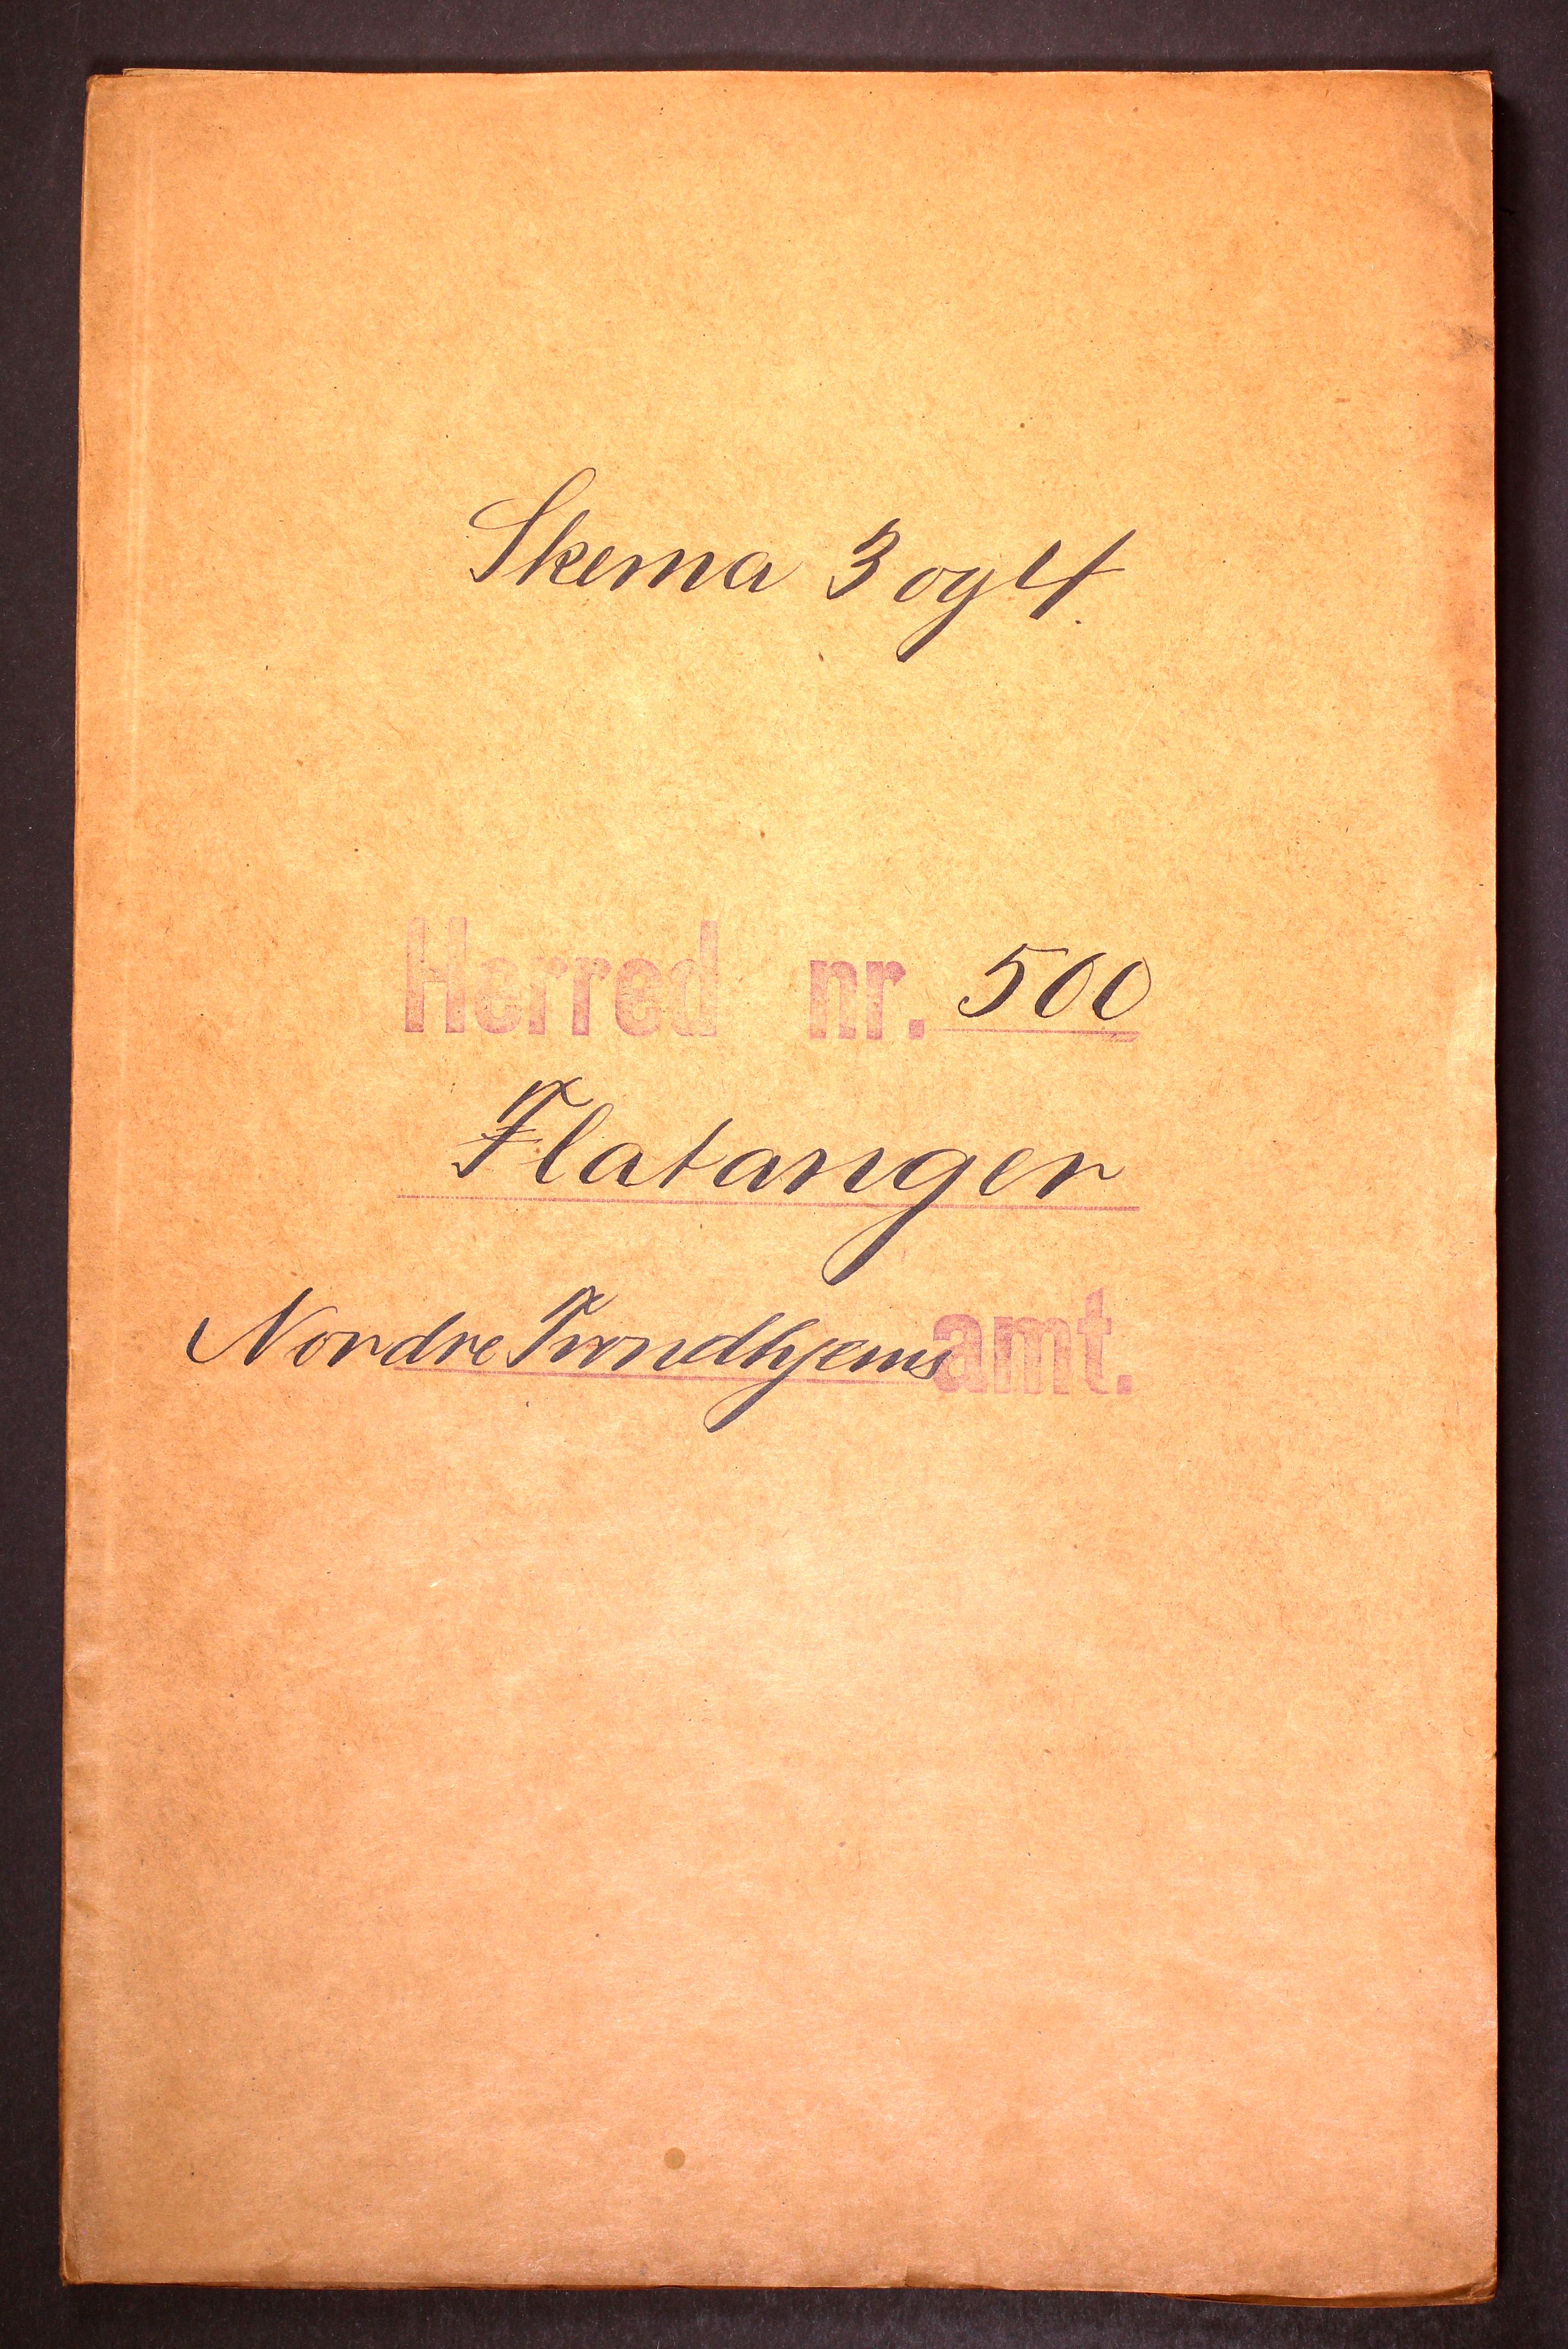 Skema 3 og 4.
Herred nr. 500
Flatanger
Nordre Trondhjems amt.